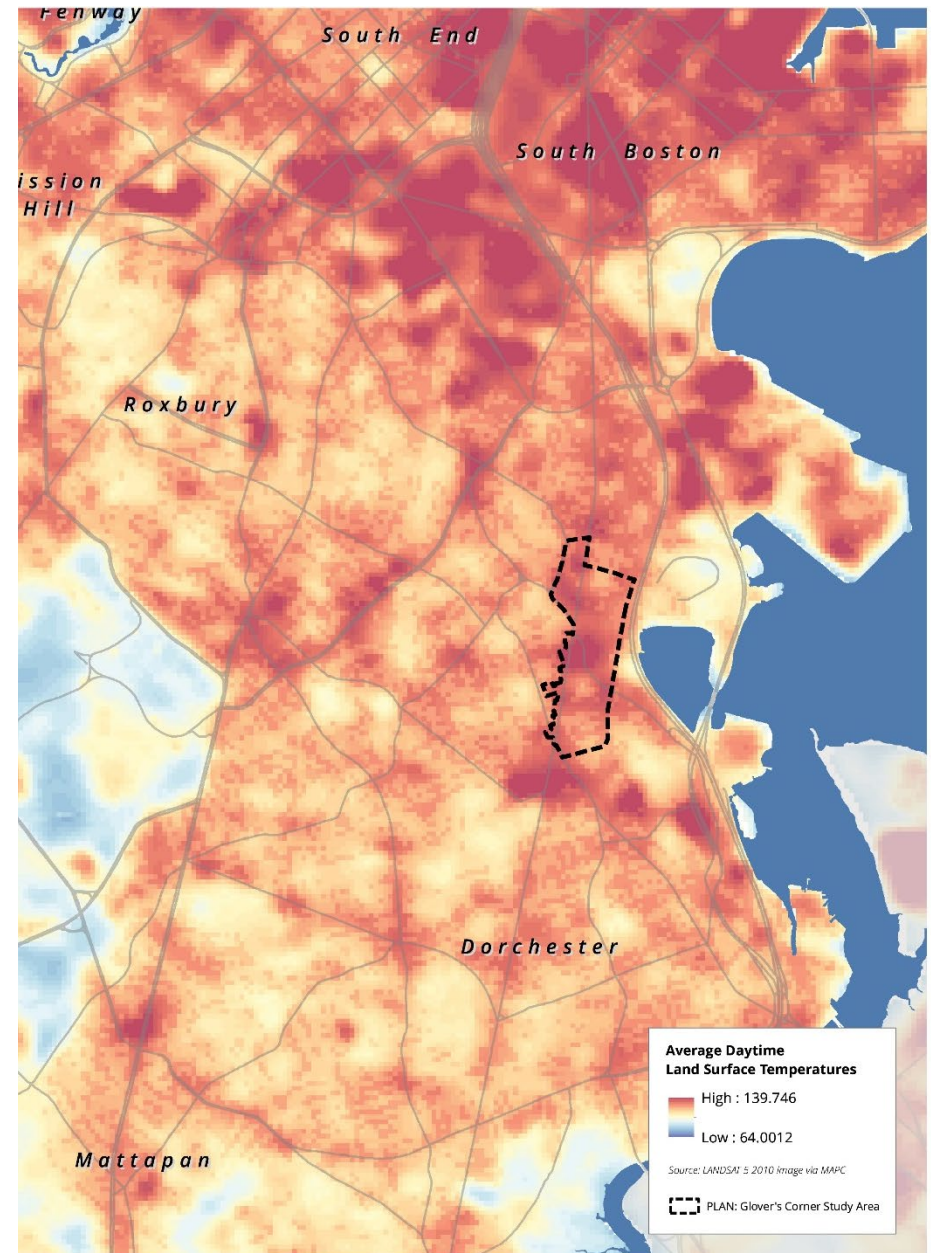 Fenway
South End
South Boston
ission
Hill
Roxbury
Dorchester
Mattapan
Average Daytime
Land Surface Temperatures
High : 139.746
Low : 64.0012
Source: LANDSAT 5 2010 image via MAPC
PLAN: Glover's Corner Study Area